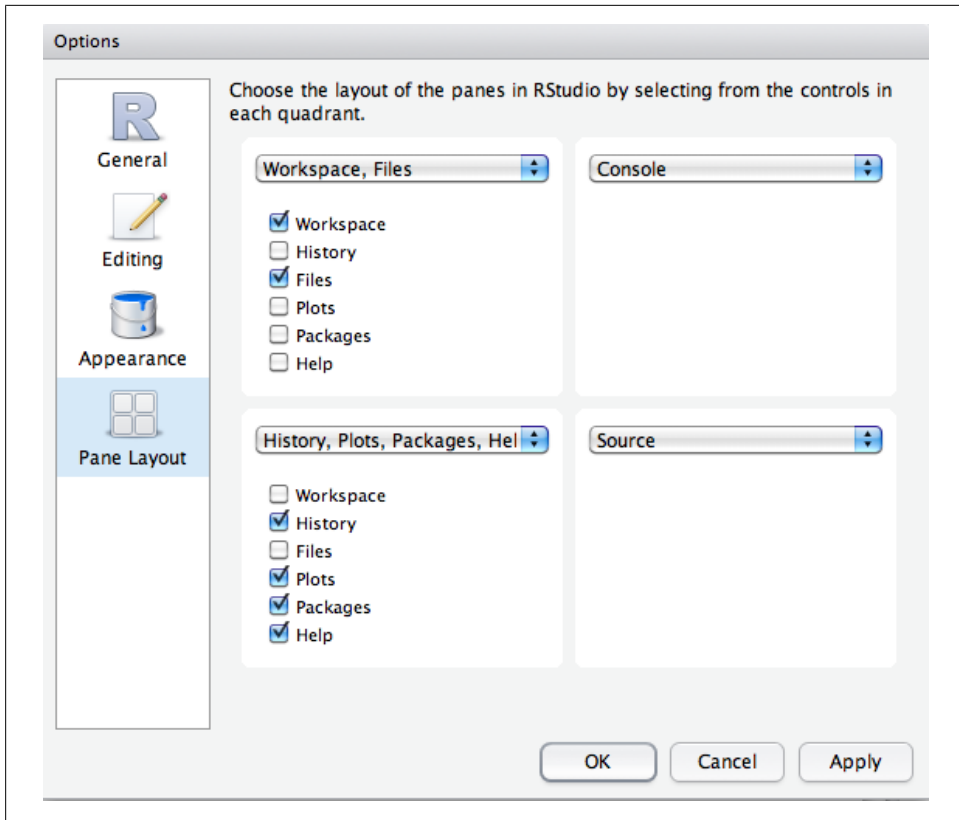 Options
Choose the layout of the panes in RStudio by selecting from the controls in
each quadrant.
R
General
Editing
Appearance
Pane Layout
Workspace, Files
Workspace
History
Files
Plots
Packages
Help
Console
History, Plots, Packages, Hel
Workspace
History
Files
Plots
Packages
Help
Source
OK
Cancel
Apply